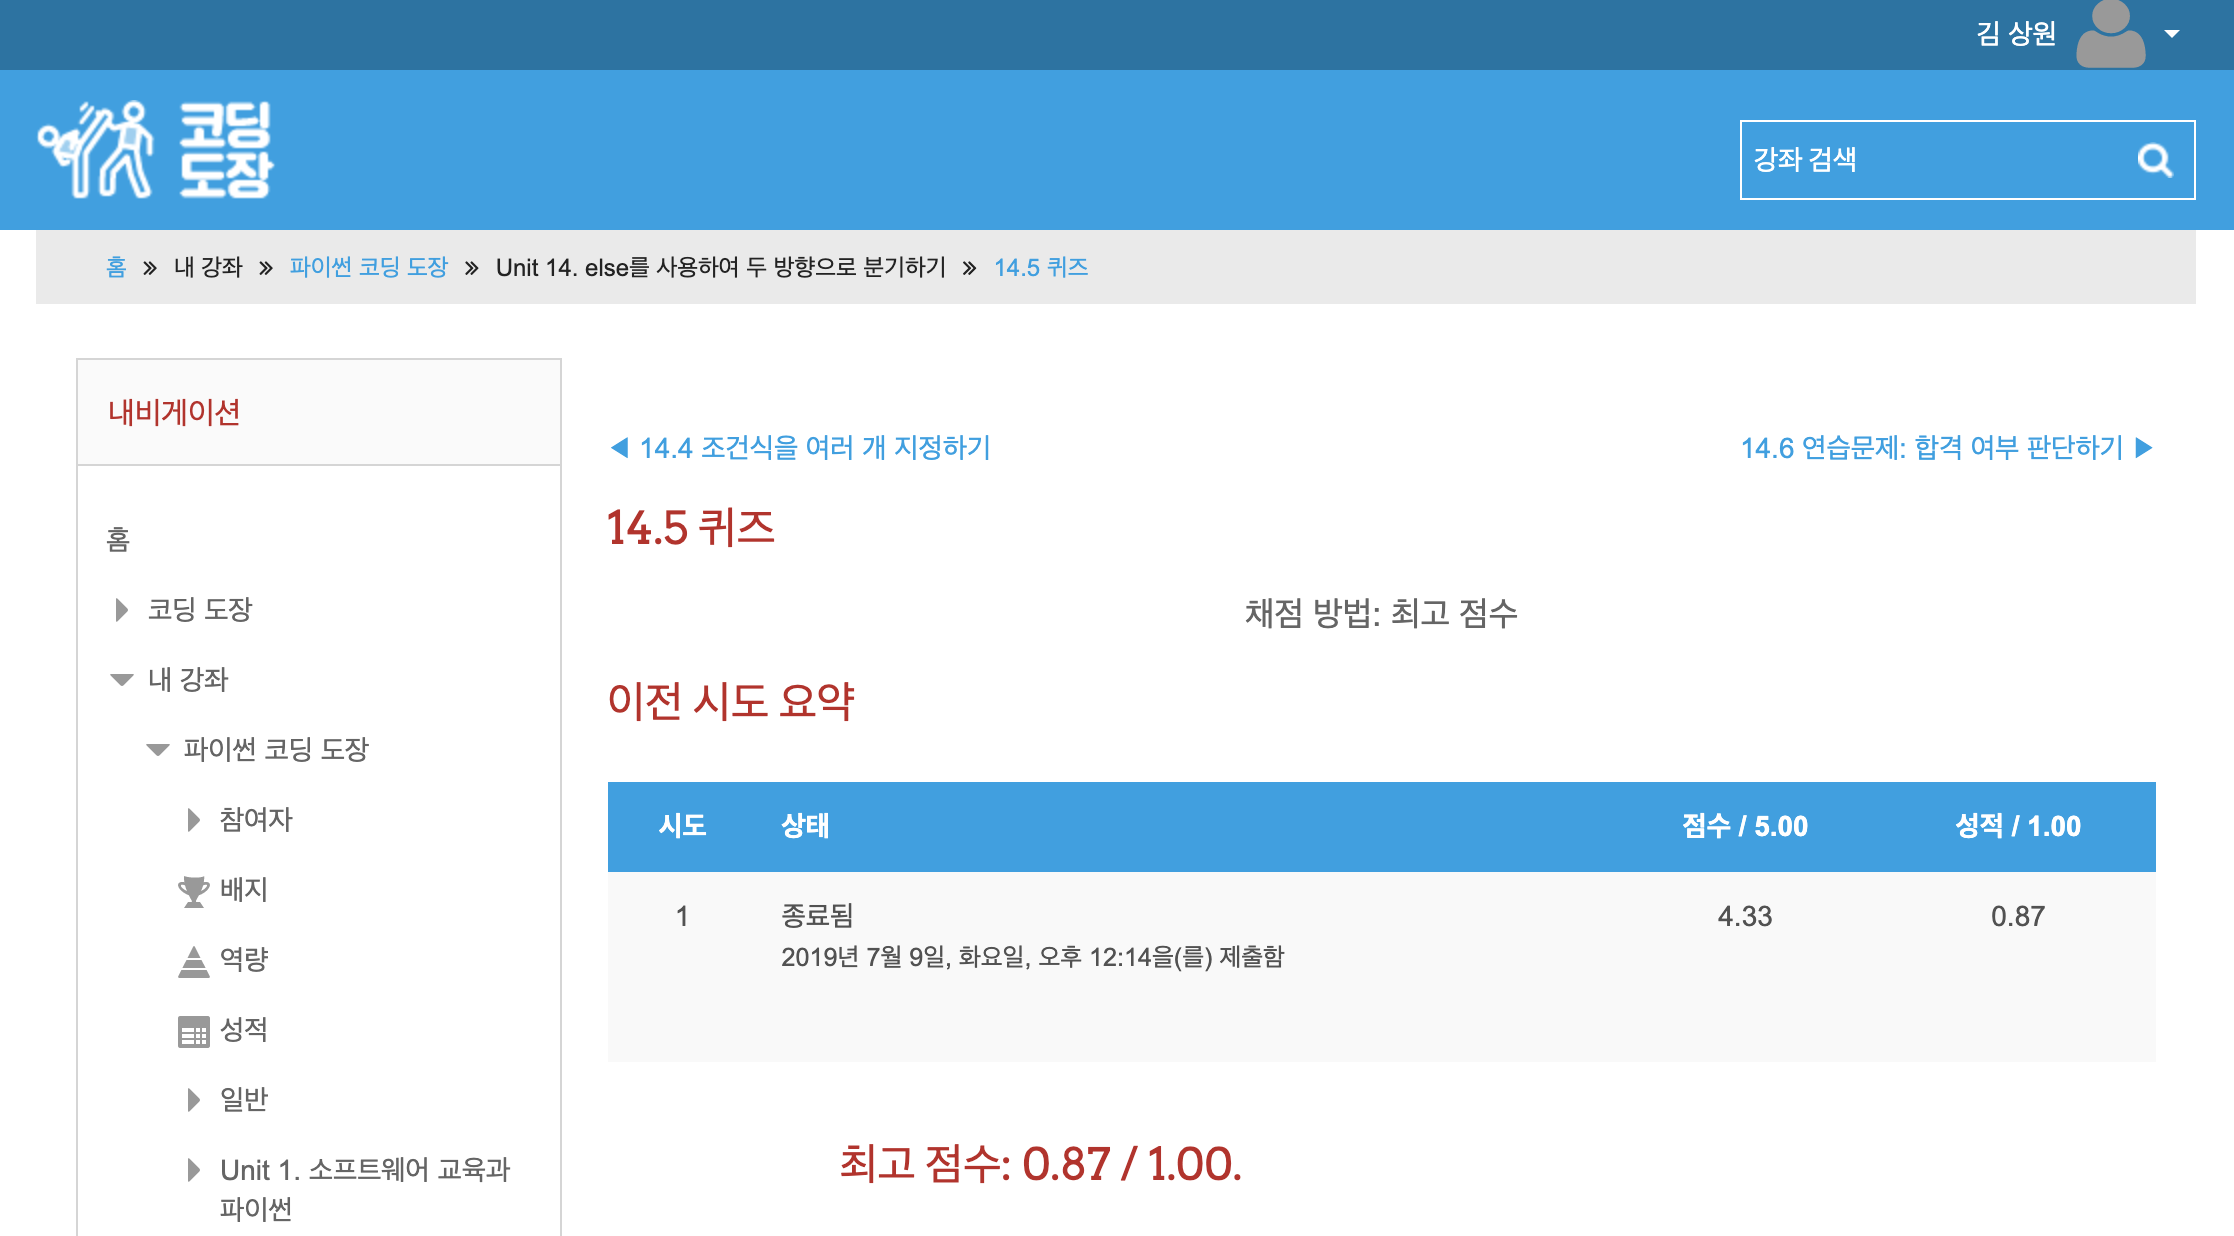 김 상원
코딩
도장
강좌 검색
홈 » 내 강좌 » 파이썬 코딩 도장 » Unit 14. else를 사용하여 두 방향으로 분기하기 » 14.5 퀴즈
내비게이션
홈
코딩 도장
내 강좌
파이썬 코딩 도장
참여자
배지
역량
성적
일반
Unit 1. 소프트웨어 교육과
파이썬
◀ 14.4 조건식을 여러 개 지정하기
14.6 연습문제: 합격 여부 판단하기 ▶
14.5 퀴즈
채점 방법: 최고 점수
이전 시도 요약
시도 상태 점수 / 5.00 성적 / 1.00
1 종료됨 4.33 0.87
2019년 7월 9일, 화요일, 오후 12:14을(를) 제출함
최고 점수: 0.87 / 1.00.